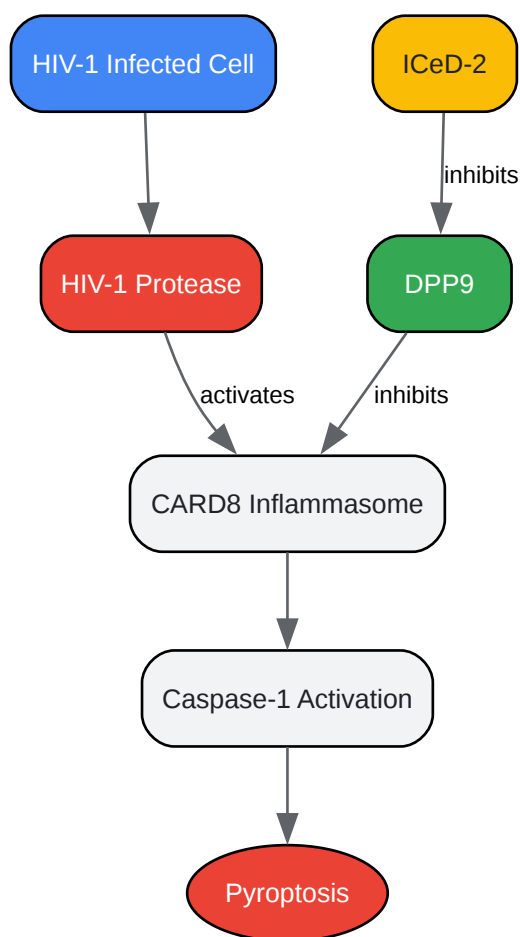 HIV-1 Infected Cell
ICeD-2
inhibits
HIV-1 Protease
DPP9
activates
inhibits
CARD8 Inflammasome
Caspase-1 Activation
Pyroptosis